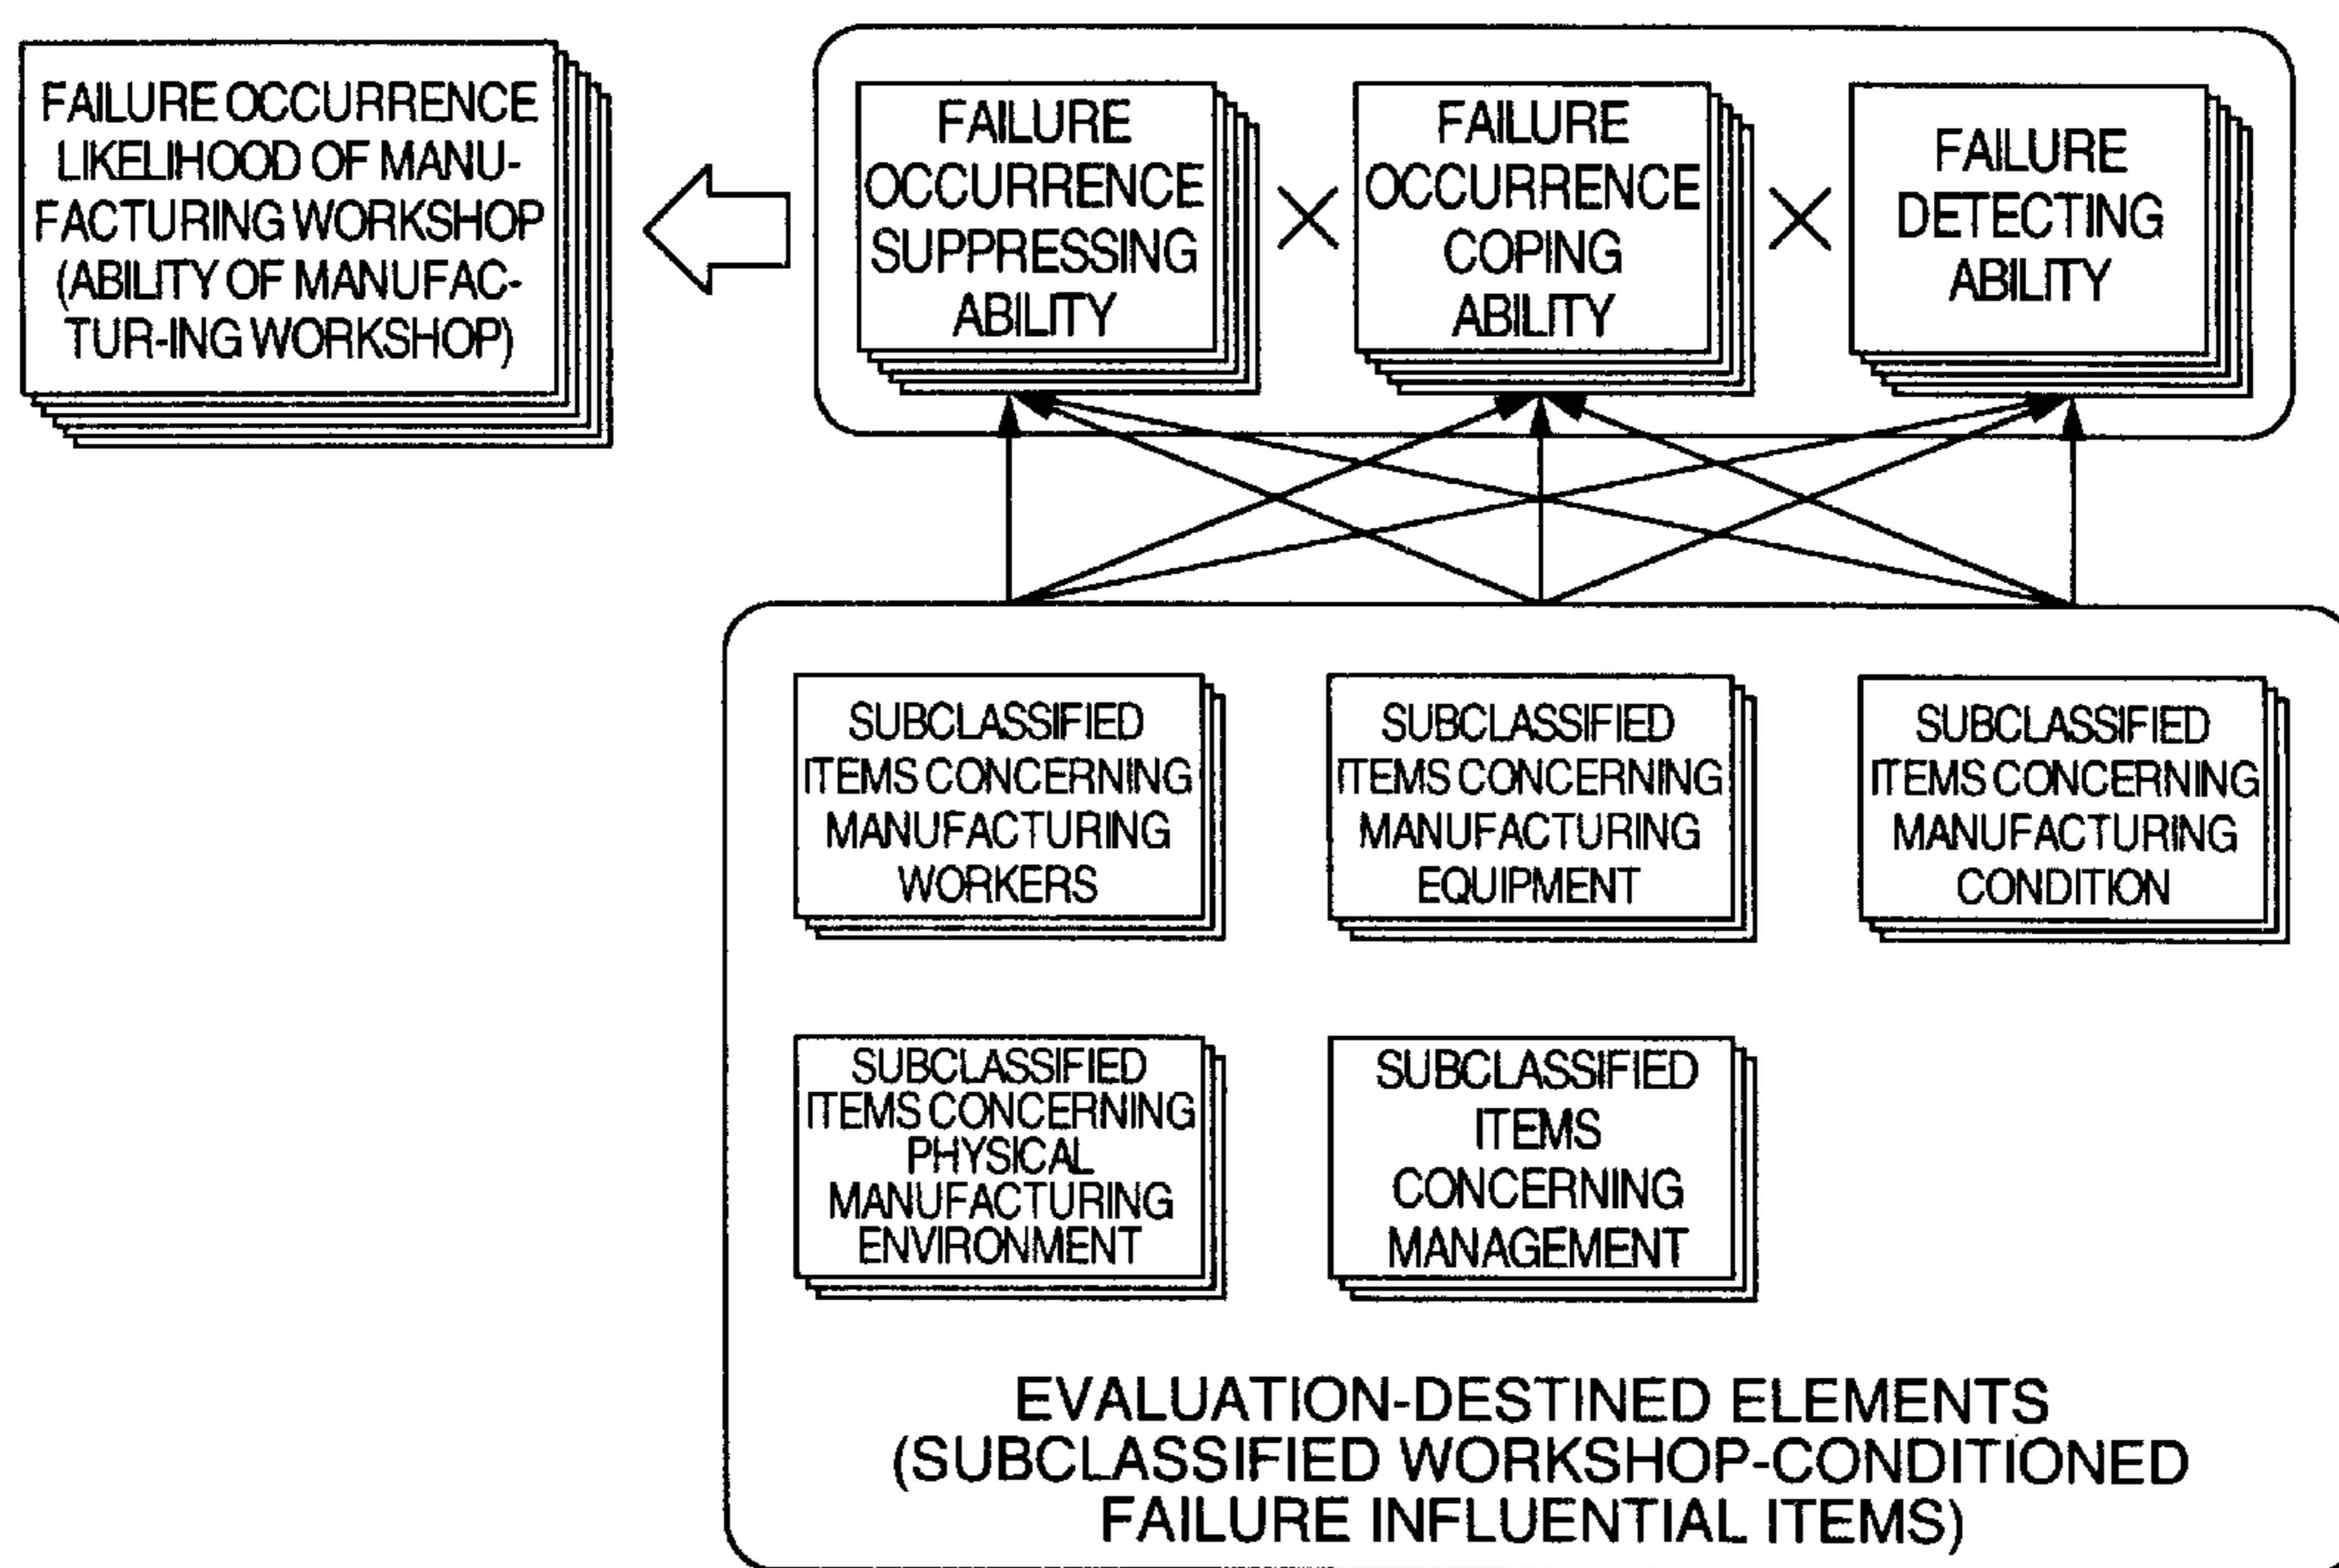 FAILURE OCCURRENCE
LIKELIHOOD OF MANU-
FACTURING WORKSHOP
(ABILITY OF MANUFAC-
TUR-ING WORKSHOP)
FAILURE
OCCURRENCE
SUPPRESSING
ABILITY
×
FAILURE
OCCURRENCE
COPING
ABILITY
×
FAILURE
DETECTING
ABILITY
SUBCLASSIFIED
ITEMS CONCERNING
MANUFACTURING
WORKERS
SUBCLASSIFIED
ITEMS CONCERNING
MANUFACTURING
EQUIPMENT
SUBCLASSIFIED
ITEMS CONCERNING
MANUFACTURING
CONDITION
SUBCLASSIFIED
ITEMS CONCERNING
PHYSICAL
MANUFACTURING
ENVIRONMENT
SUBCLASSIFIED
ITEMS
CONCERNING
MANAGEMENT
EVALUATION-DESTINED ELEMENTS
(SUBCLASSIFIED WORKSHOP-CONDITIONED
FAILURE INFLUENTIAL ITEMS)